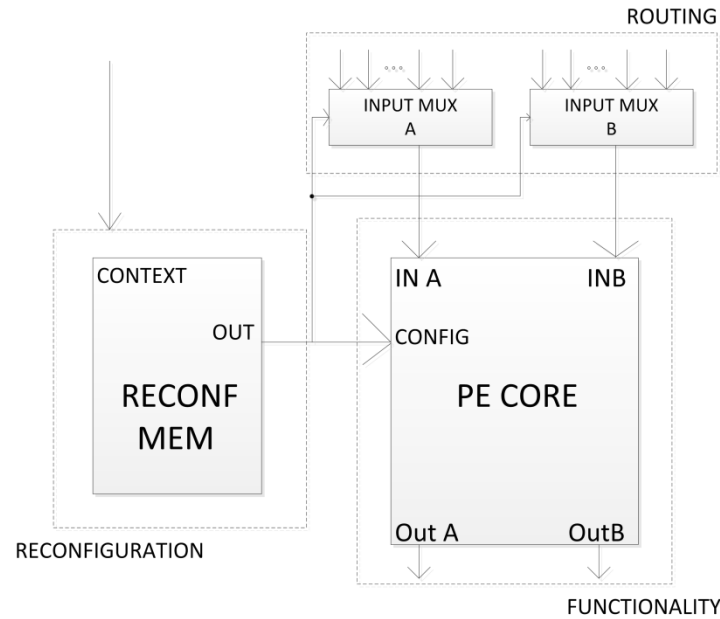 ROUTING
INPUT MUX
A
INPUT MUX
B
CONTEXT
OUT
RECONF
MEM
IN A
INB
CONFIG
PE CORE
Out A
OutB
RECONFIGURATION
FUNCTIONALITY